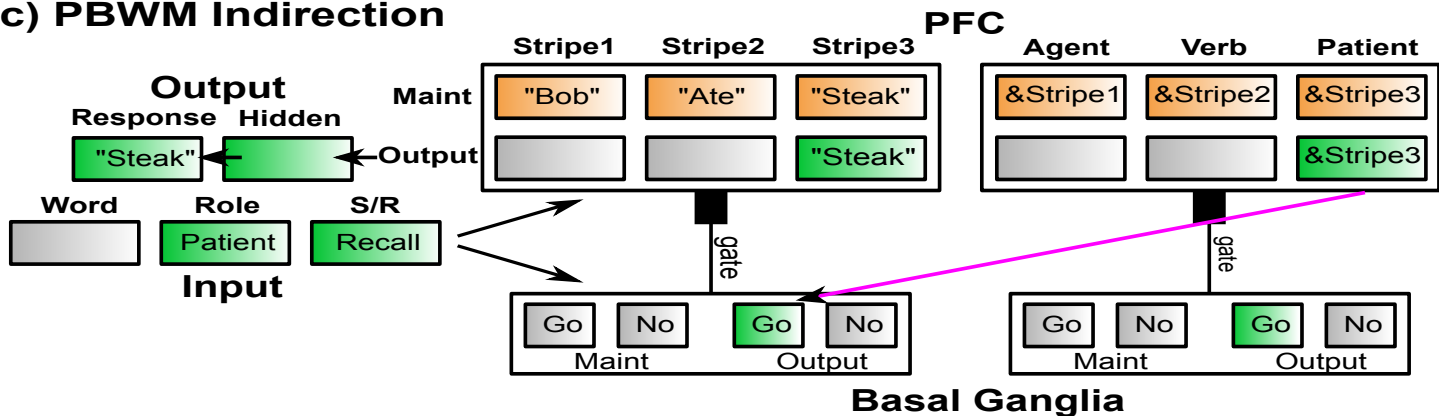 c) PBWM Indirection
PFC
Stripe1 Stripe2 Stripe3 Agent Verb Patient
Output
Response Hidden
Maint "Bob" "Ate" "Steak" &Stripe1 &Stripe2 &Stripe3
"Steak" Output "Steak" &Stripe3
Word Role S/R
Patient Recall
Input
gate gate
Go No Go No Go No Go No
Maint Output Maint Output
Basal Ganglia